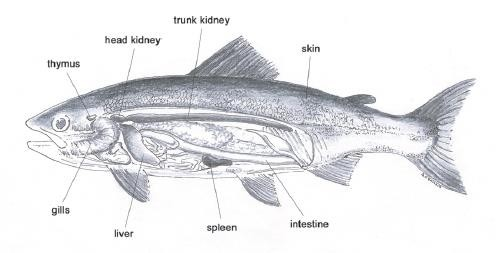 trunk kidney
head kidney
skin
thymus
gills
liver
spleen
intestine